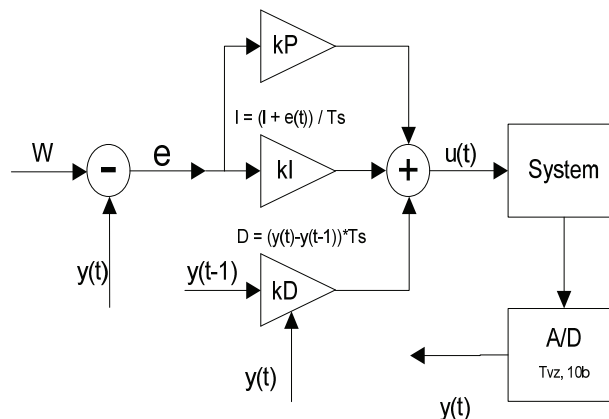 kP
I = (I + e(t)) / Ts
W
-
e
kI
+
u(t)
System
y(t)
D = (y(t)-y(t-1))*Ts
y(t-1)
kD
y(t)
A/D
Tvz, 10b
y(t)